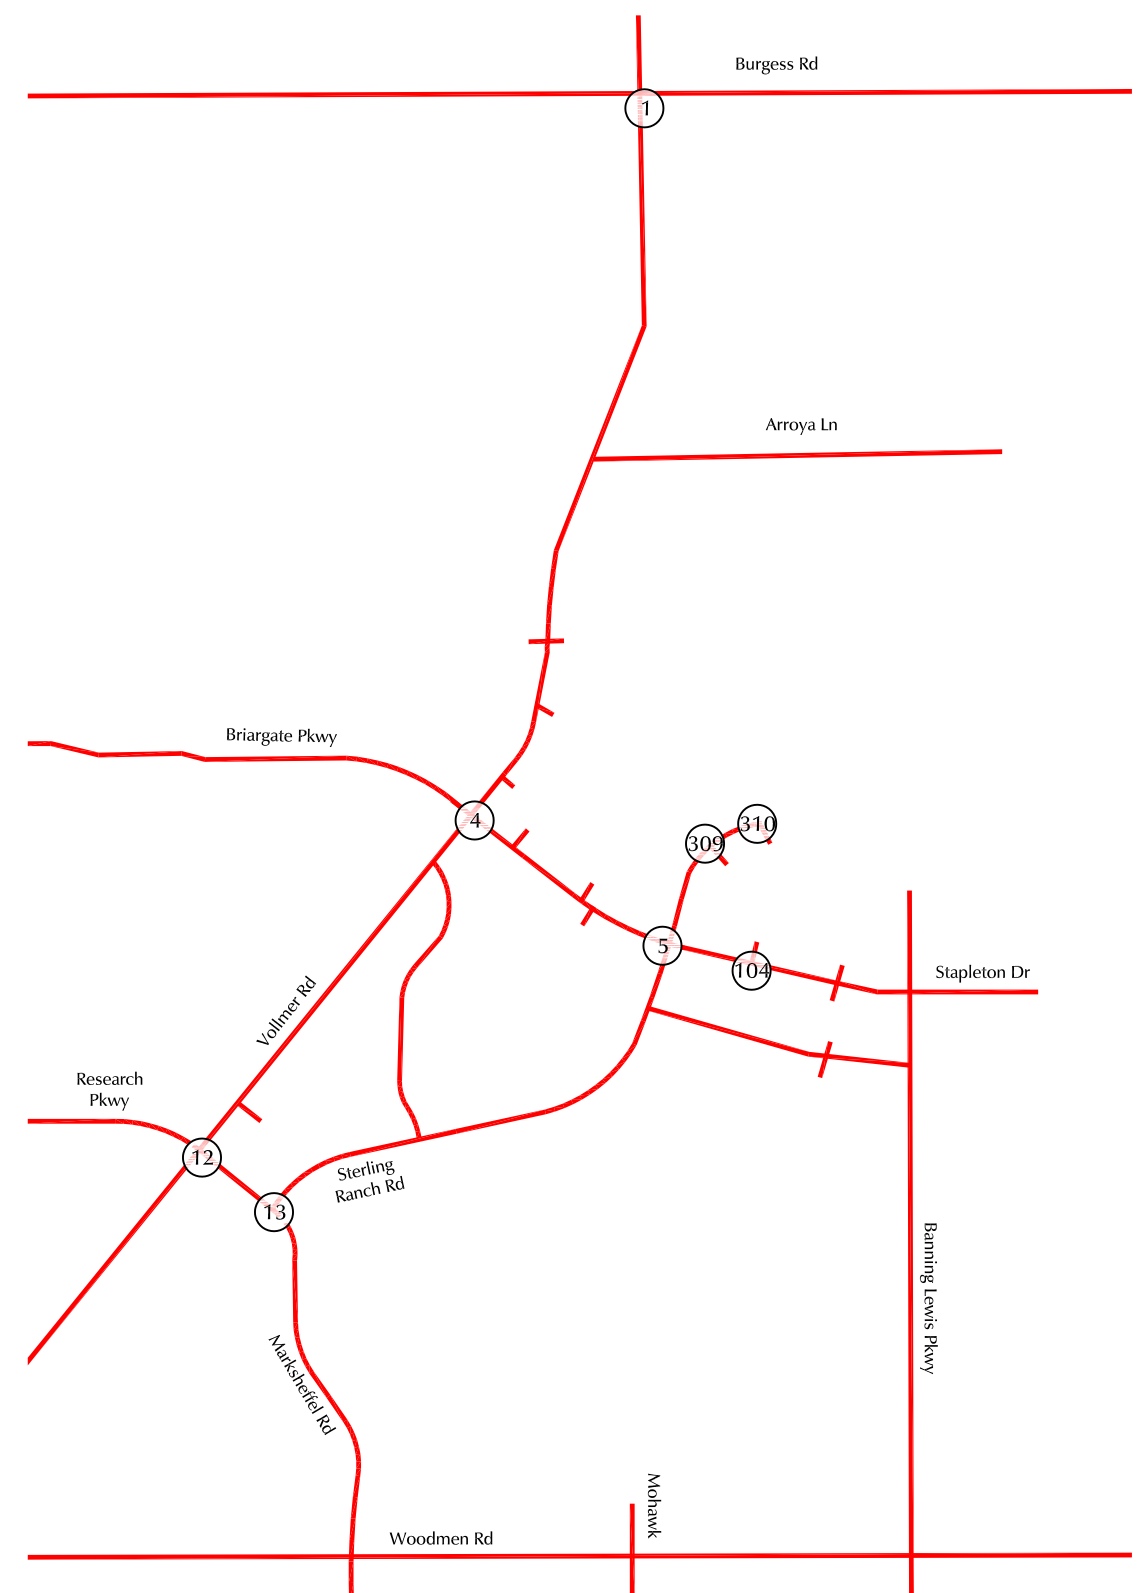 Burgess Rd
1
Arroya Ln
Briargate Pkwy
4
310
309
5
104
Stapleton Dr
Vollmer Rd
Research
Pkwy
12
Sterling
Ranch Rd
13
Banning Lewis Pkwy
Marksheffel Rd
Mohawk
Woodmen Rd